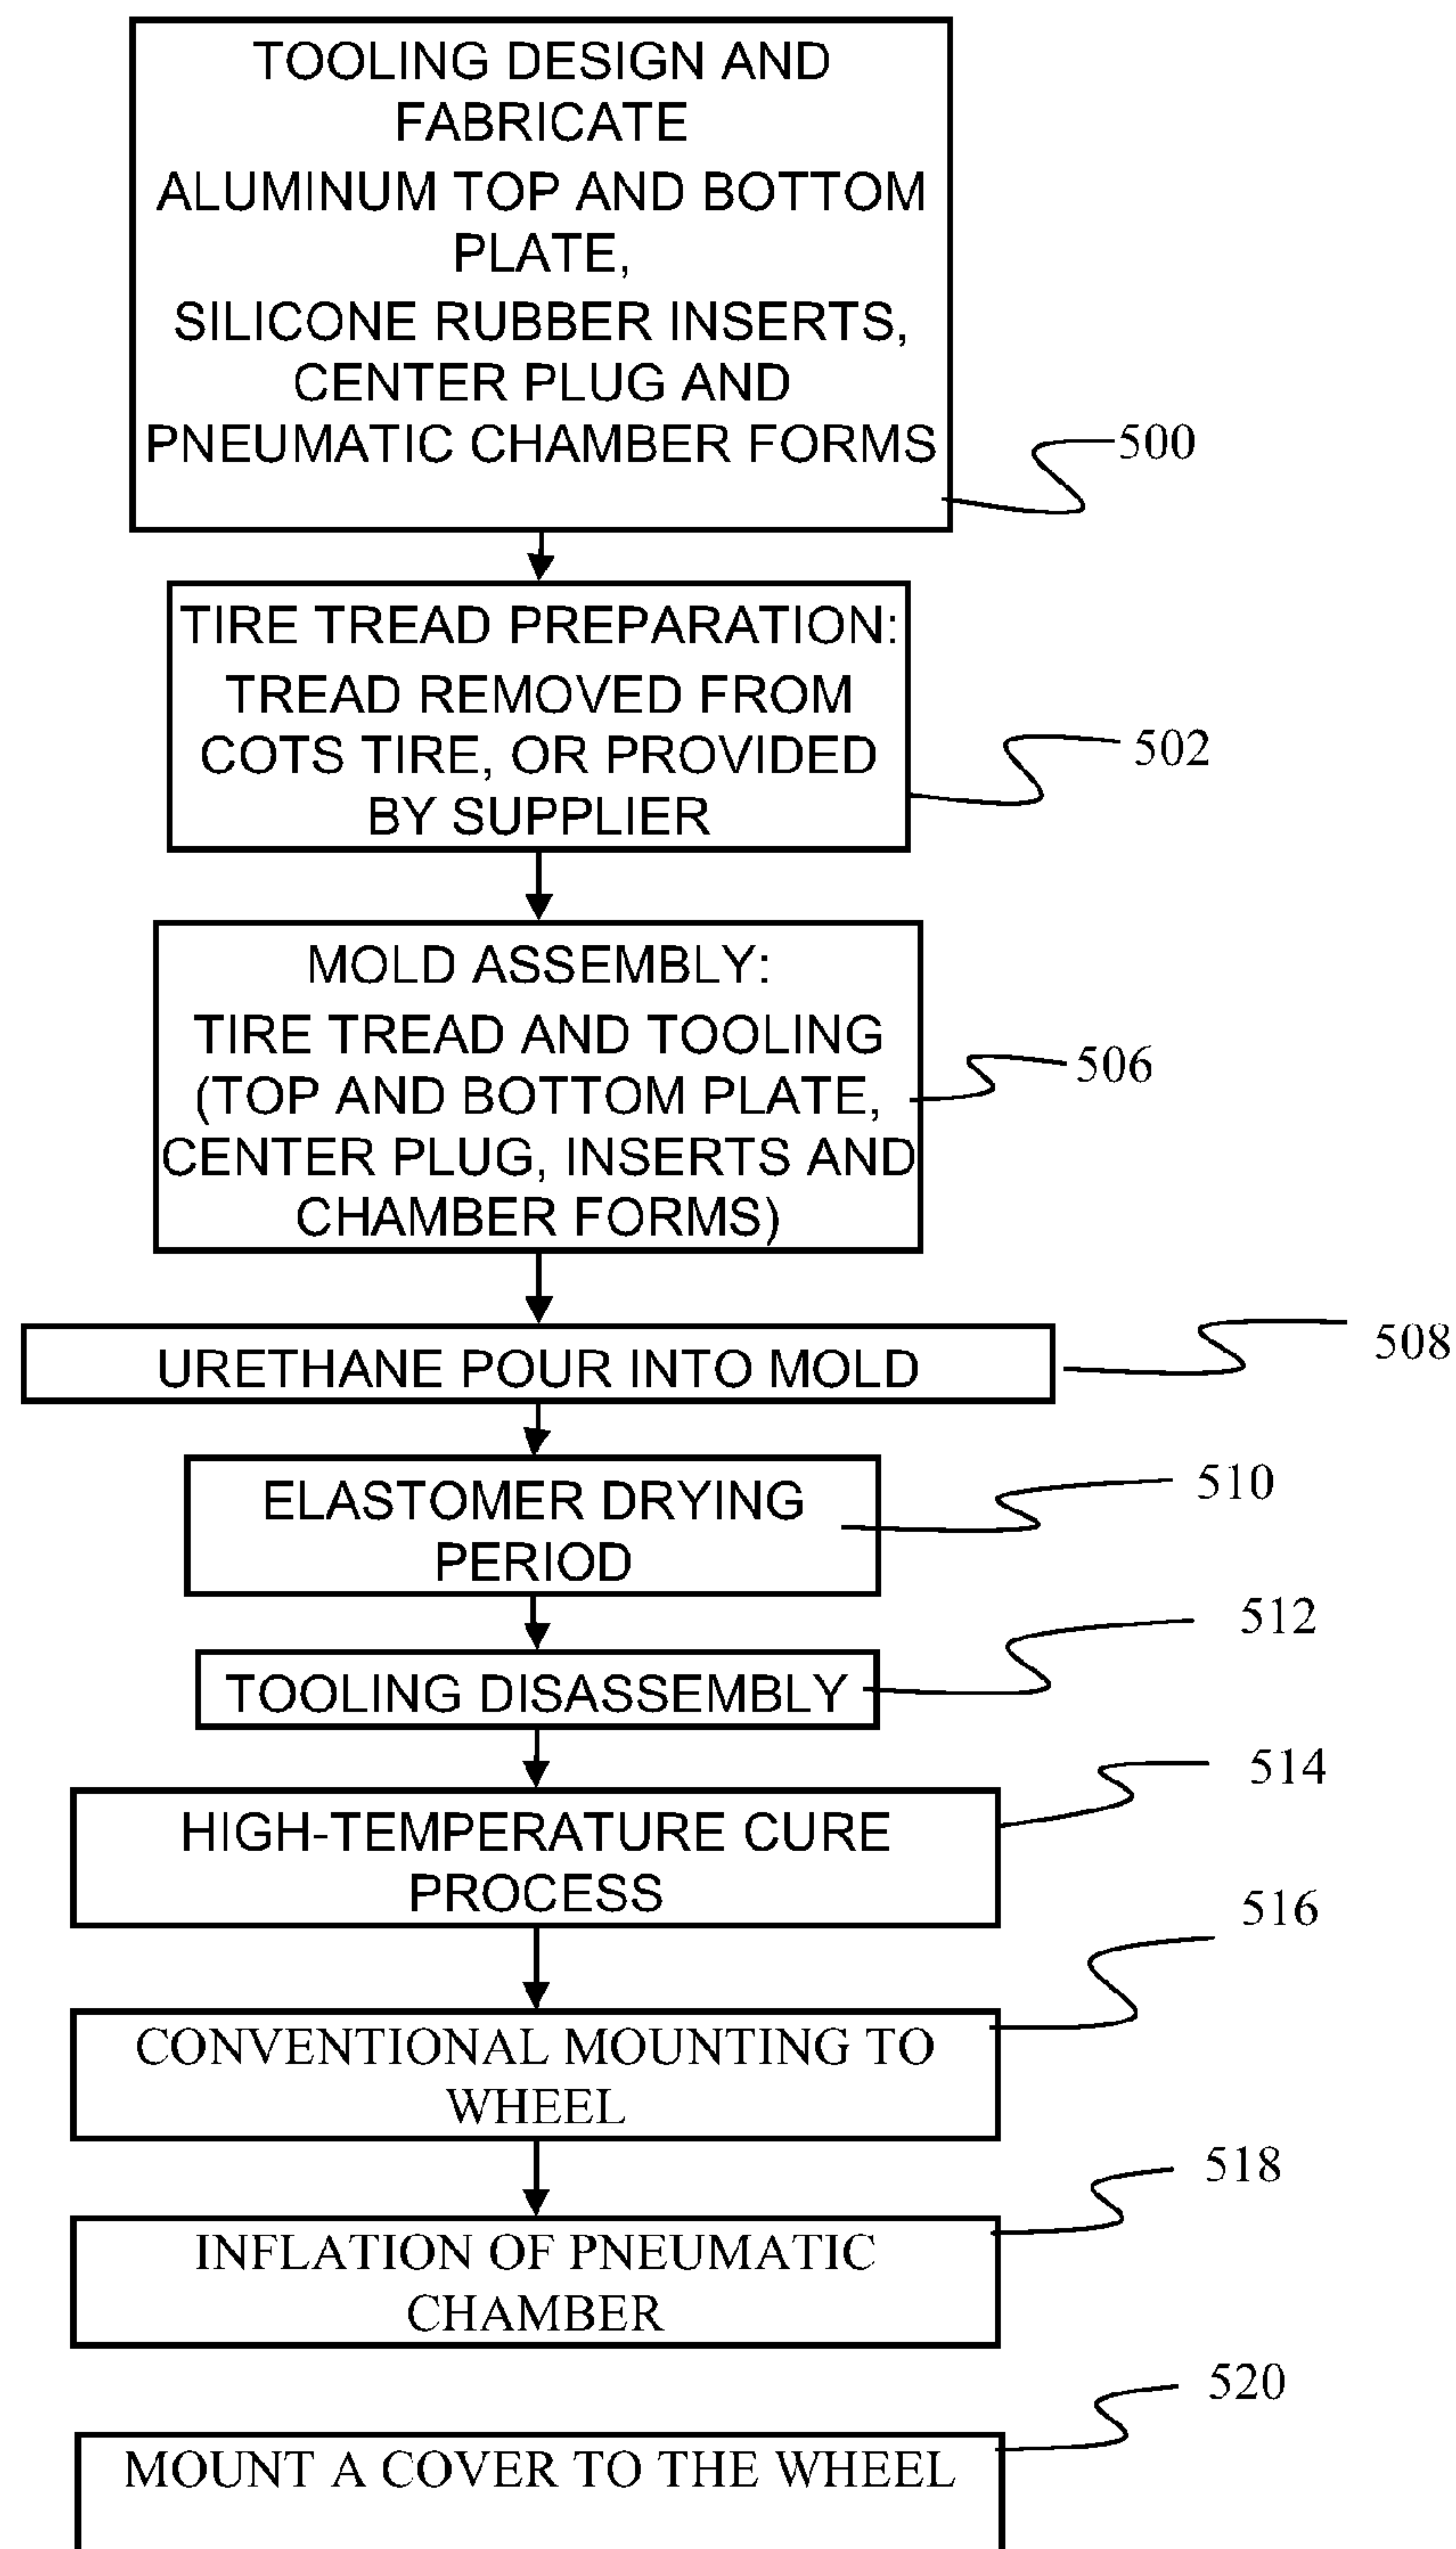 TOOLING DESIGN AND
FABRICATE
ALUMINUM TOP AND BOTTOM
PLATE,
SILICONE RUBBER INSERTS,
CENTER PLUG AND
PNEUMATIC CHAMBER FORMS
500
TIRE TREAD PREPARATION:
TREAD REMOVED FROM
COTS TIRE, OR PROVIDED
BY SUPPLIER
502
MOLD ASSEMBLY:
TIRE TREAD AND TOOLING
(TOP AND BOTTOM PLATE,
CENTER PLUG, INSERTS AND
CHAMBER FORMS)
506
URETHANE POUR INTO MOLD
508
ELASTOMER DRYING
PERIOD
510
TOOLING DISASSEMBLY
512
HIGH-TEMPERATURE CURE
PROCESS
514
CONVENTIONAL MOUNTING TO
WHEEL
516
INFLATION OF PNEUMATIC
CHAMBER
518
MOUNT A COVER TO THE WHEEL
520